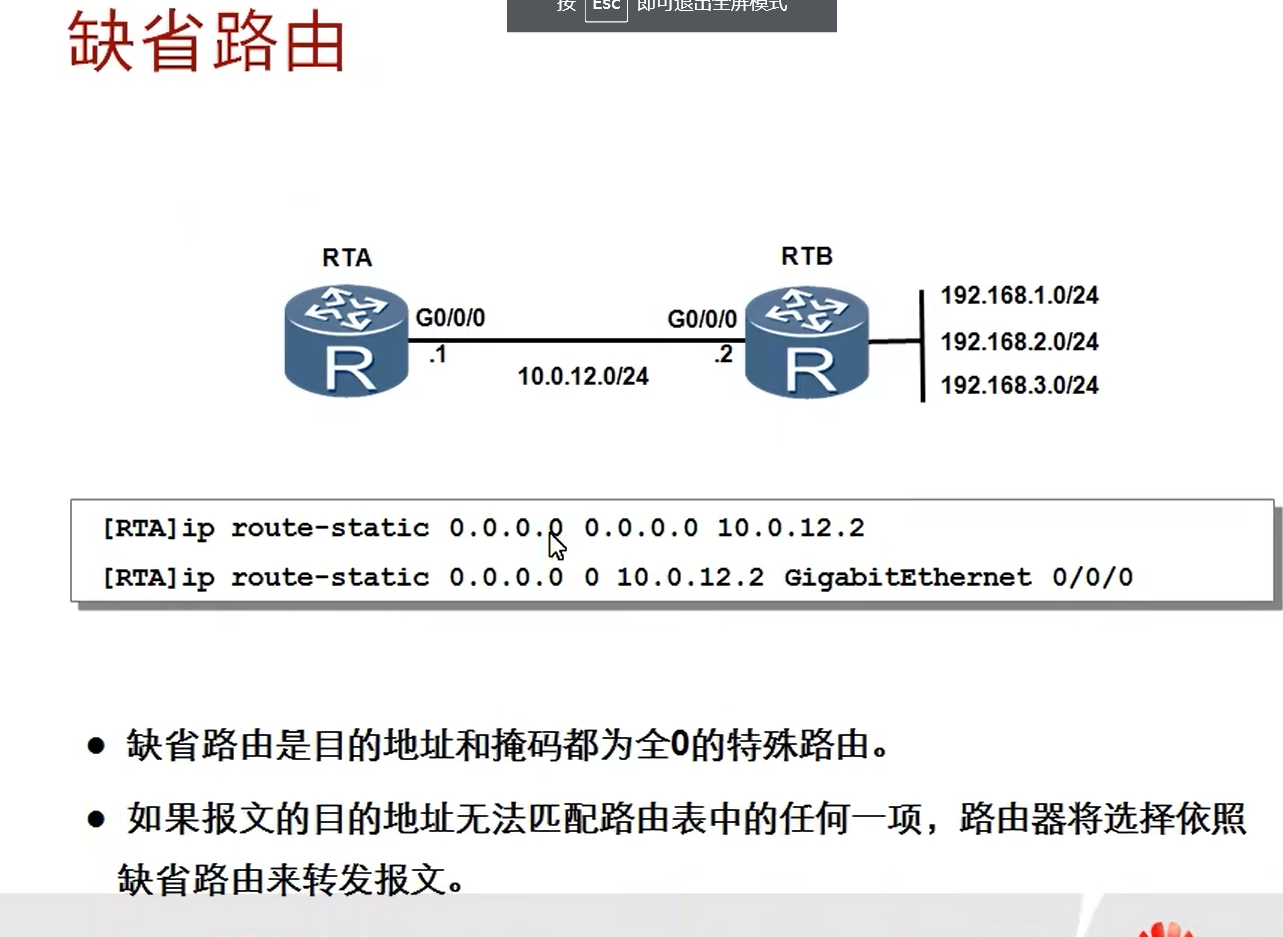 按 Esc 即可退出全屏模式
缺省路由
RTA
RTB
G0/0/0
G0/0/0
.1
.2
10.0.12.0/24
192.168.1.0/24
192.168.2.0/24
192.168.3.0/24
R
R
[RTA]ip route-static 0.0.0.0 0.0.0.0 10.0.12.2
[RTA]ip route-static 0.0.0.0 0 10.0.12.2 GigabitEthernet 0/0/0
● 缺省路由是目的地址和掩码都为全0的特殊路由。
● 如果报文的目的地址无法匹配路由表中的任何一项，路由器将选择依照
缺省路由来转发报文。